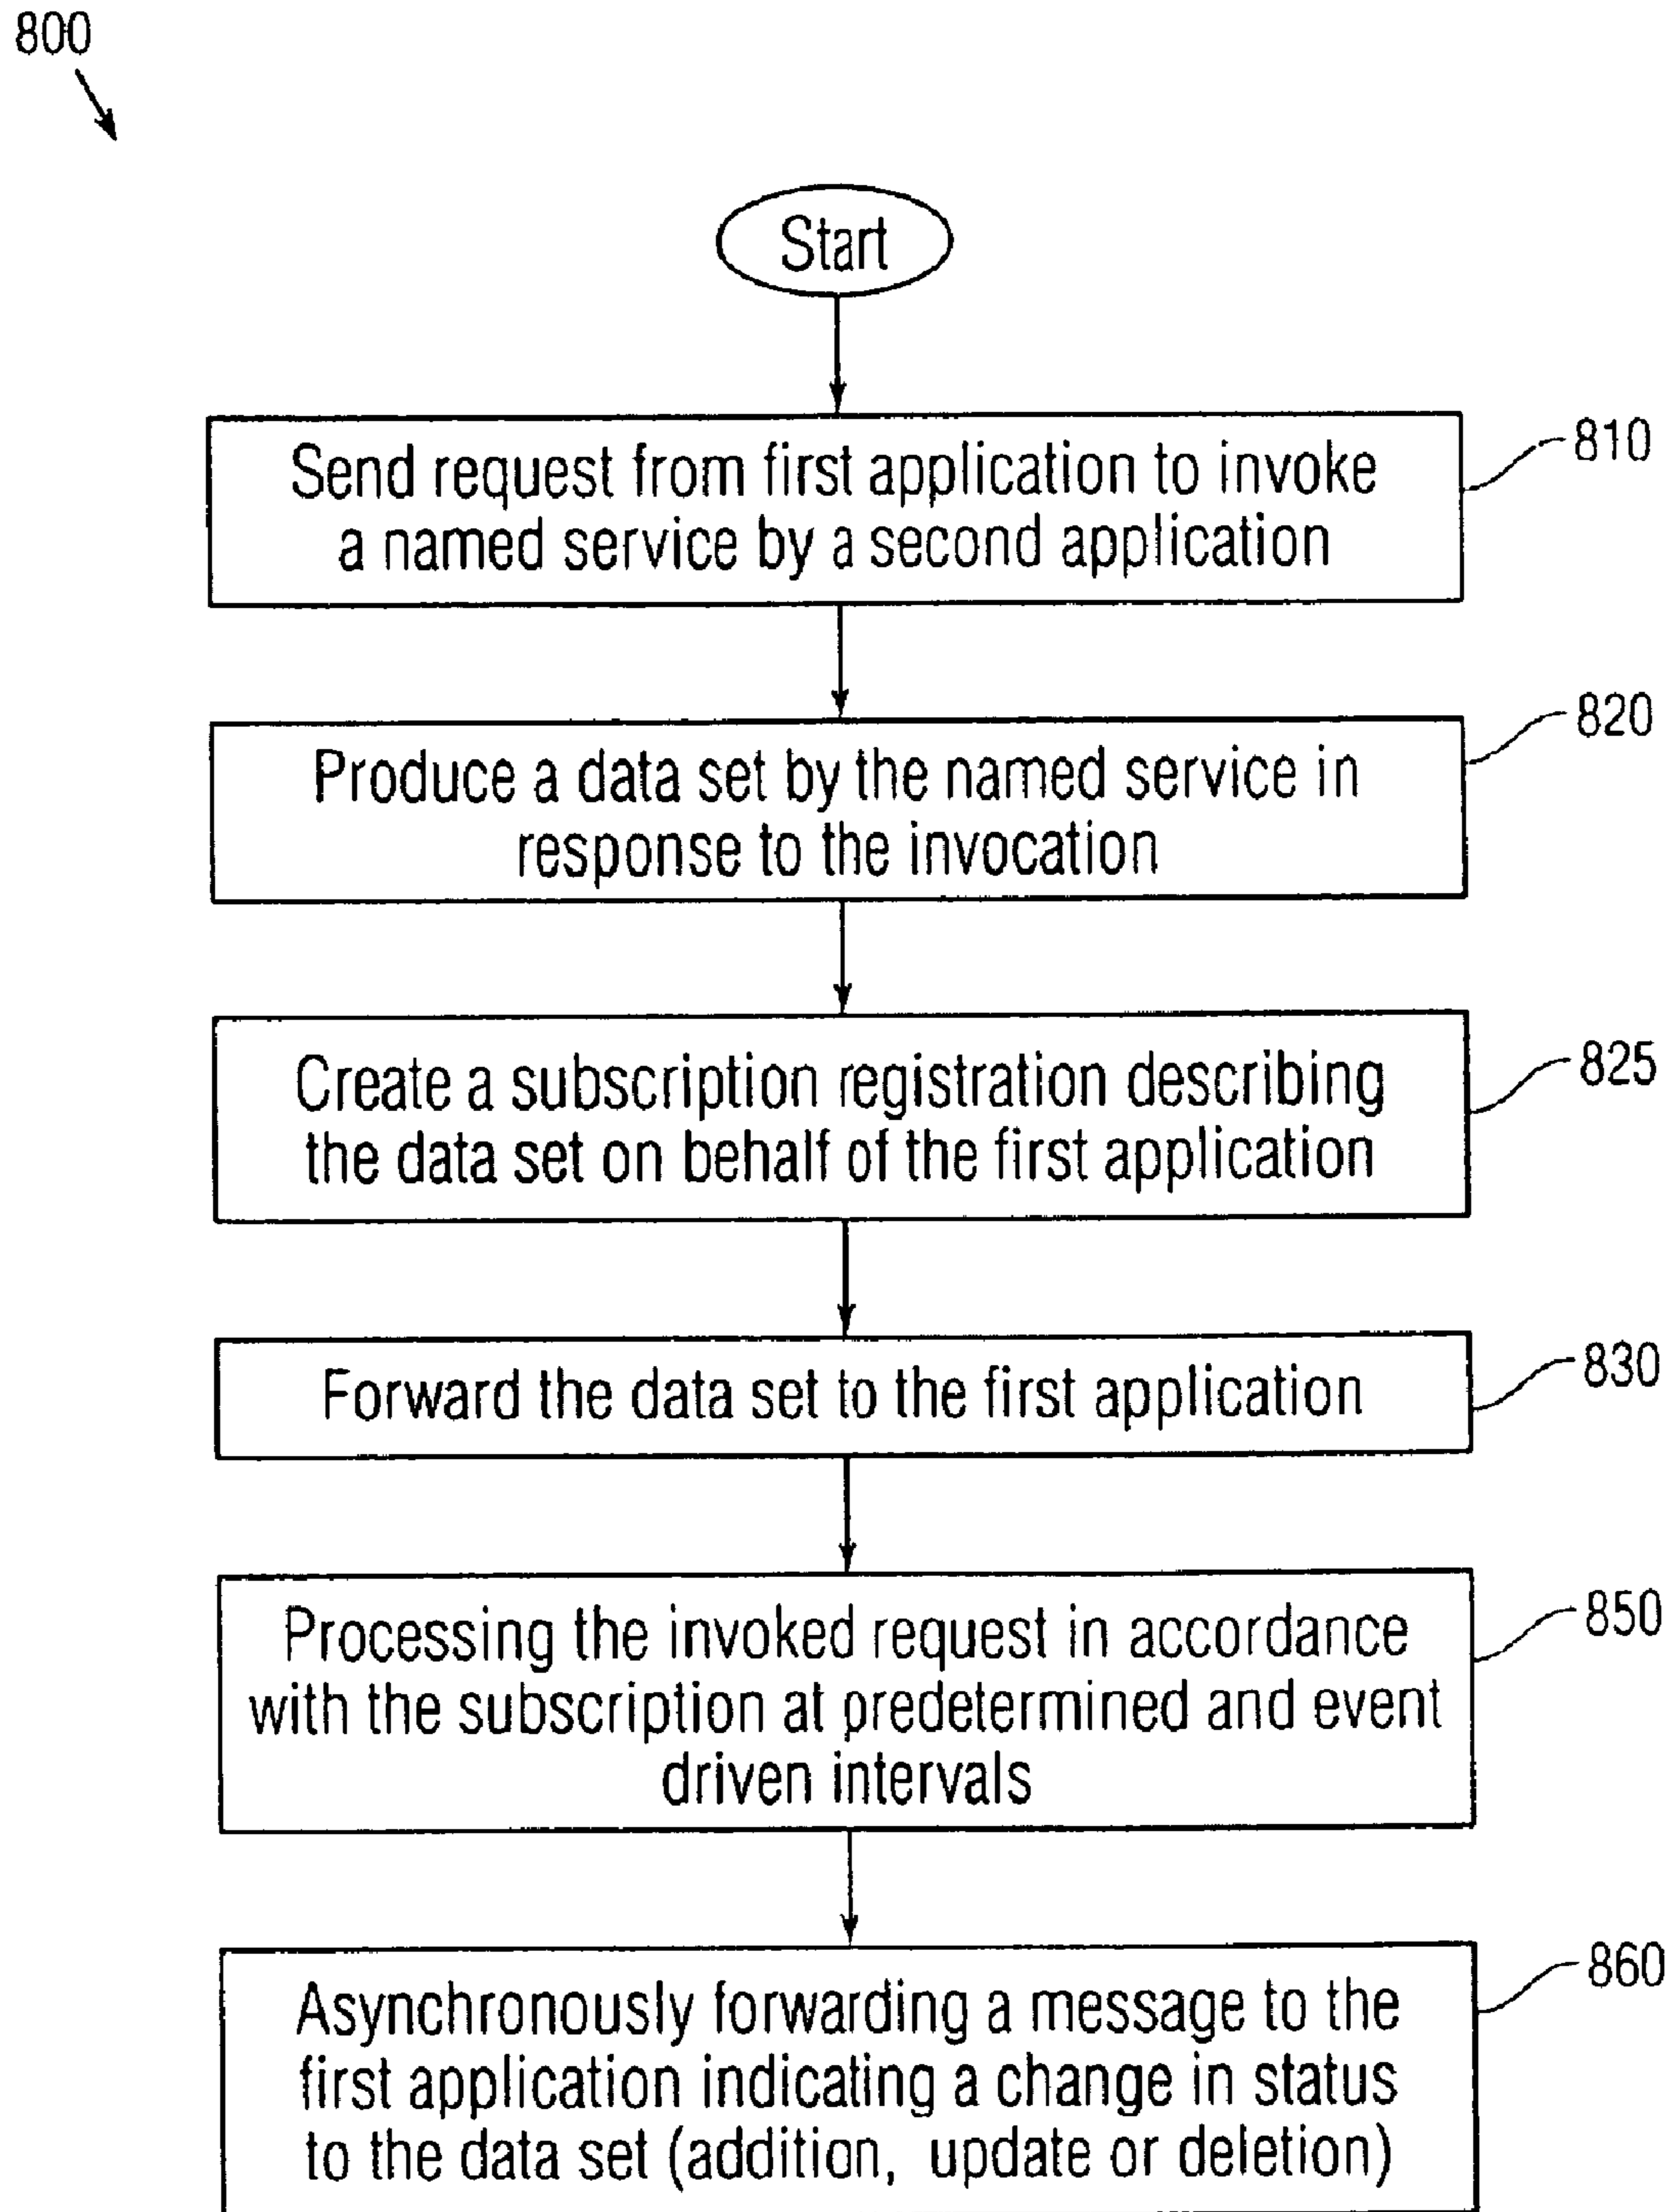 800
Start
Send request from first application to invoke
a named service by a second application
810
Produce a data set by the named service in
response to the invocation
820
Create a subscription registration describing
the data set on behalf of the first application
825
Forward the data set to the first application
830
Processing the invoked request in accordance
with the subscription at predetermined and event
driven intervals
850
Asynchronously forwarding a message to the
first application indicating a change in status
to the data set (addition, update or deletion)
860